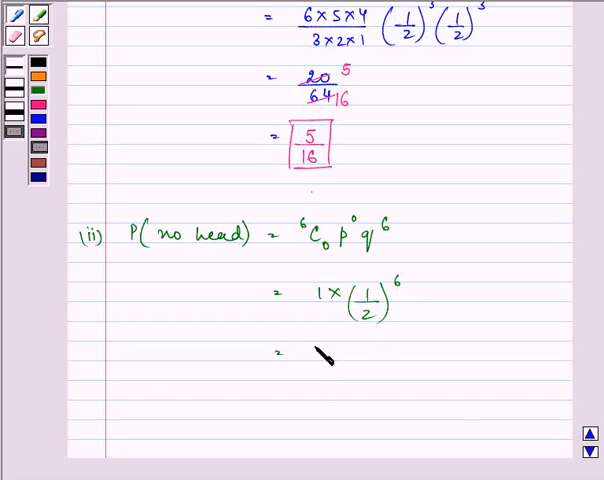 = 6×5×4 / 3×2×1 (1/2)³ (1/2)³
= 20/64 5/16
= 5/16
(ii) P( no head) = ⁶C₀ p⁰ q⁶
= 1 × (1/2)⁶
=